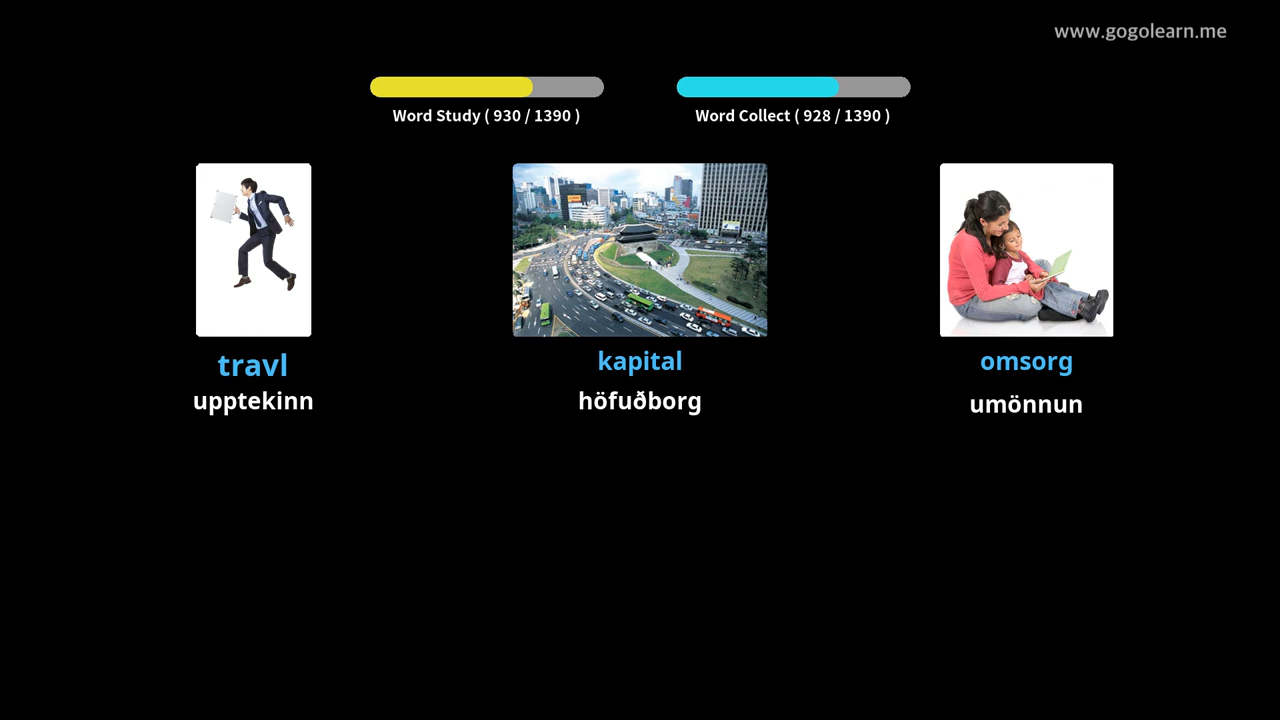 www.gogolearn.me
Word Study ( 930 / 1390 )
Word Collect ( 928 / 1390 )
travl
kapital
omsorg
upptekinn
höfuðborg
umönnun